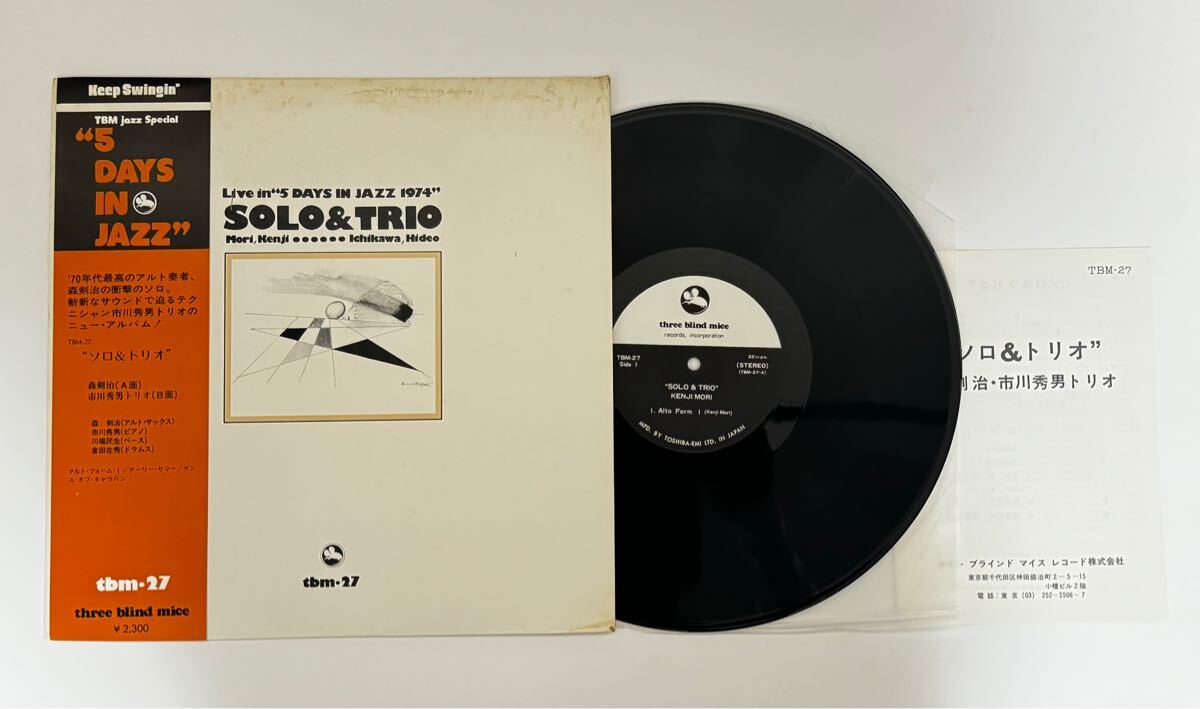 Keep Swingin"
TBM jazz Special
"5
DAYS
IN
JAZZ"
'70年代最高のアルト奏者、
森剣治の衝撃のソロ。
斬新なサウンドで迫るテク
ニシャン市川秀男トリオの
ニュー・アルバム!
TBM-27
"ソロ&トリオ"
森剣治(A面)
市川秀男トリオ(B面)
森 剣治(アルト・サックス)
市川秀男(ピアノ)
川端民生(ベース)
倉田在秀(ドラムス)
アルト・フォーム・I/アーリー・サマー/ダン
ス・オブ・キャラバン
tbm・27
three blind mice
¥2,300
Live in "5 DAYS IN JAZZ 1974"
SOLO&TRIO
Mori, Kenji ●●●●●● Ichikawa, Hideo
tbm・27
three blind mice
records, incorporation
TBM-27
Side 1
33⅓rpm
(STEREO)
(TBM-27-A)
"SOLO & TRIO"
KENJI MORI
1. Alto Form I (Kenji Mori)
MFD. BY TOSHIBA-EMI LTD. IN JAPAN
TBM-27
ソロ&トリオ"
治・市川秀男トリオ
・ブラインド マイス レコード株式会社
東京都千代田区神田鍛冶町2-5-15
小幡ビル2階
電話:東京(03) 252-2506~7